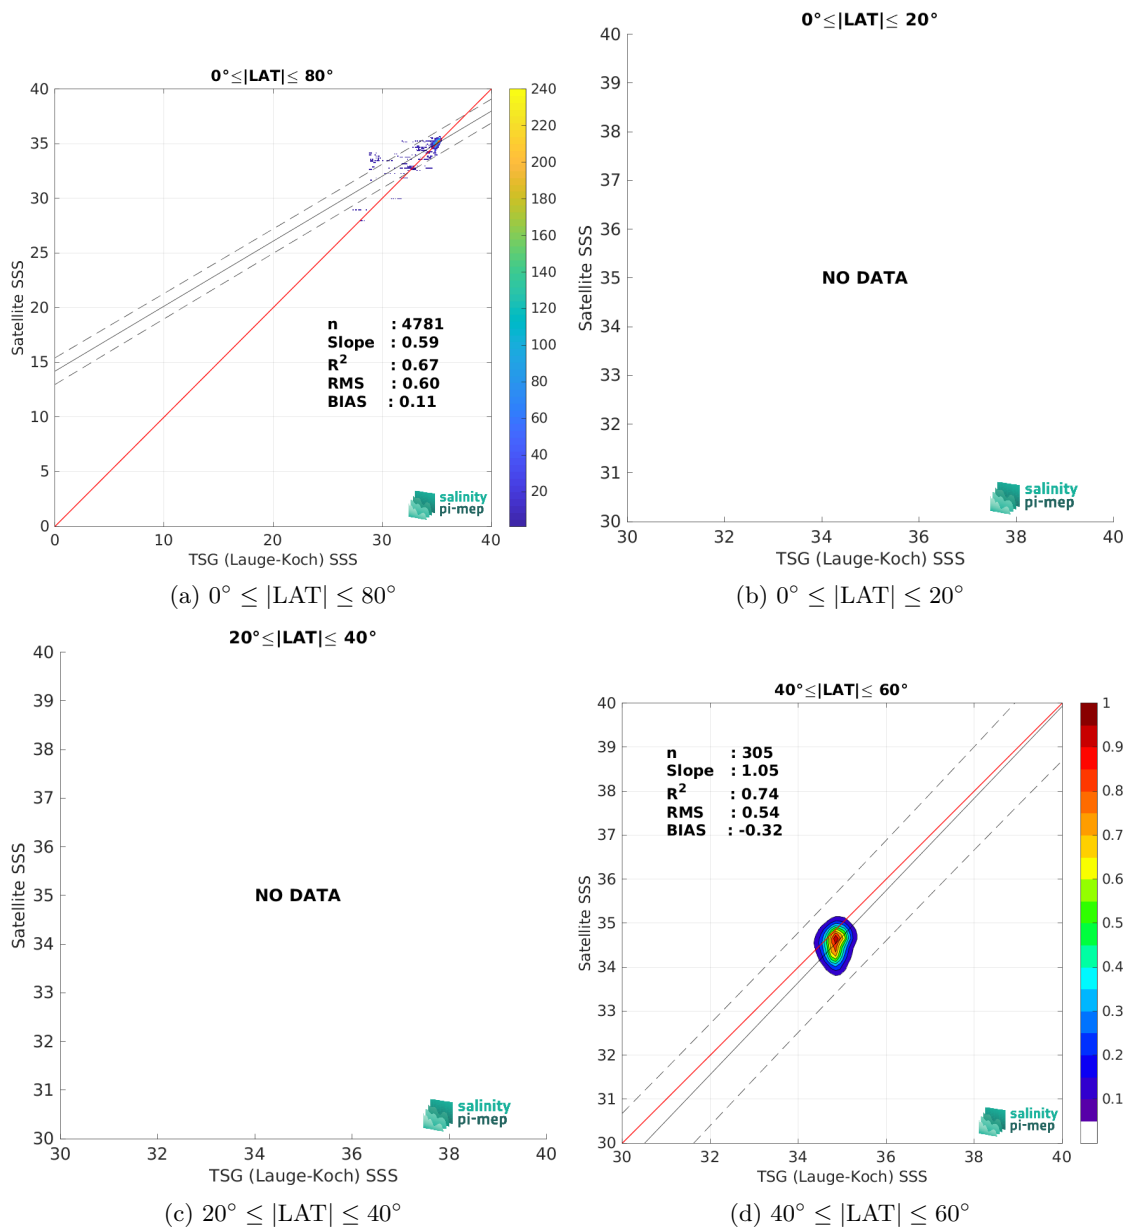 0°≤|LAT|≤ 80°
40
35
30
25
20
15
10
5
0
Satellite SSS
0
10
20
30
40
TSG (Lauge-Koch) SSS
240
220
200
180
160
140
120
100
80
60
40
20
n : 4781
Slope : 0.59
R² : 0.67
RMS : 0.60
BIAS : 0.11
salinity
pi-mep
(a) 0° ≤ |LAT| ≤ 80°
0°≤|LAT|≤ 20°
40
39
38
37
36
35
34
33
32
31
30
Satellite SSS
NO DATA
30
32
34
36
38
40
TSG (Lauge-Koch) SSS
salinity
pi-mep
(b) 0° ≤ |LAT| ≤ 20°
20°≤|LAT|≤ 40°
40
39
38
37
36
35
34
33
32
31
30
Satellite SSS
NO DATA
30
32
34
36
38
40
TSG (Lauge-Koch) SSS
salinity
pi-mep
(c) 20° ≤ |LAT| ≤ 40°
40°≤|LAT|≤ 60°
40
39
38
37
36
35
34
33
32
31
30
Satellite SSS
n : 305
Slope : 1.05
R² : 0.74
RMS : 0.54
BIAS : -0.32
30
32
34
36
38
40
TSG (Lauge-Koch) SSS
1
0.9
0.8
0.7
0.6
0.5
0.4
0.3
0.2
0.1
salinity
pi-mep
(d) 40° ≤ |LAT| ≤ 60°